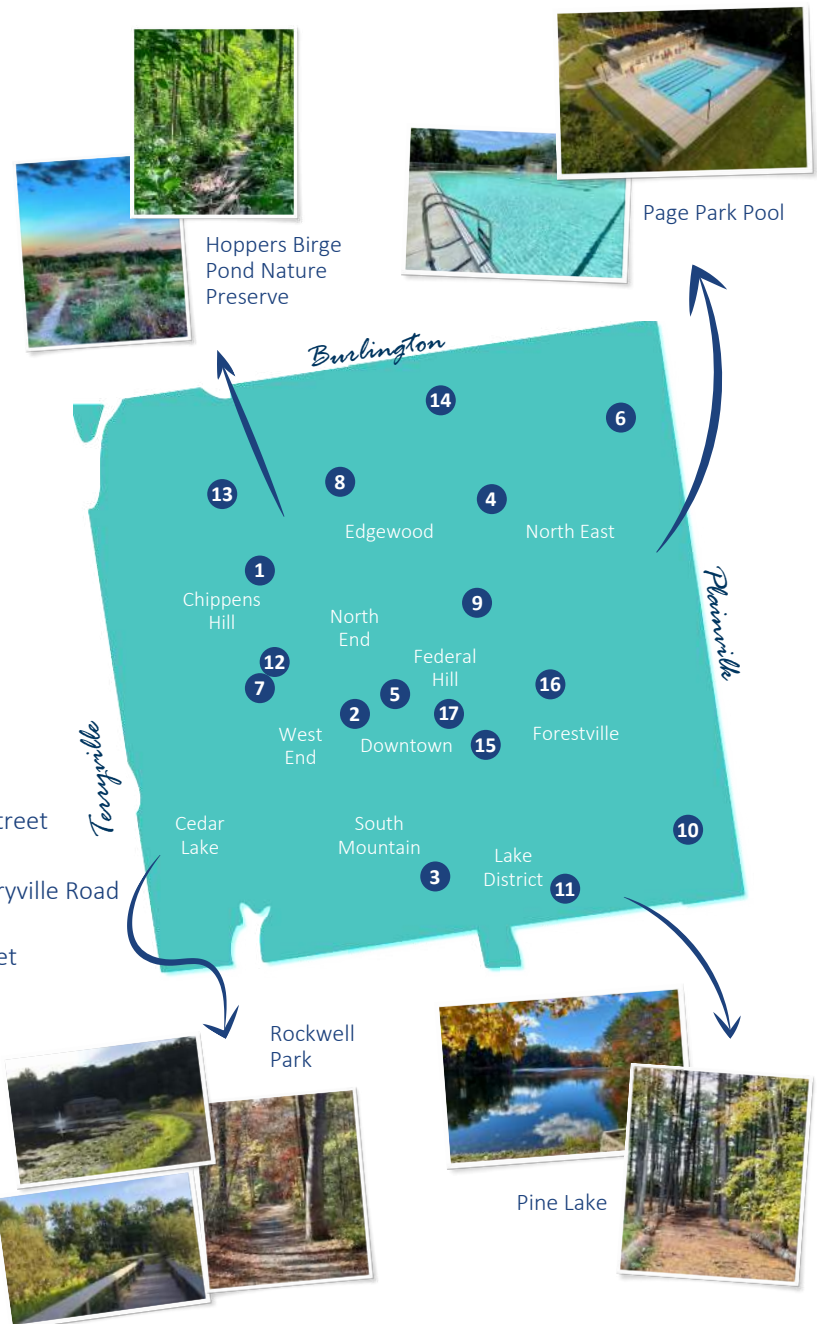 Page Park Pool
Hoppers Birge
Pond Nature
Preserve
Burlington
14
6
8
13
4
Edgewood
North East
1
Chippens
Hill
9
North
End
Plainville
12
7
Federal
Hill
5
16
2
17
West
End
Downtown
15
Forestville
Terryville
treet
Cedar
Lake
South
Mountain
10
3
Lake
District
11
ryville Road
et
Rockwell
Park
Pine Lake